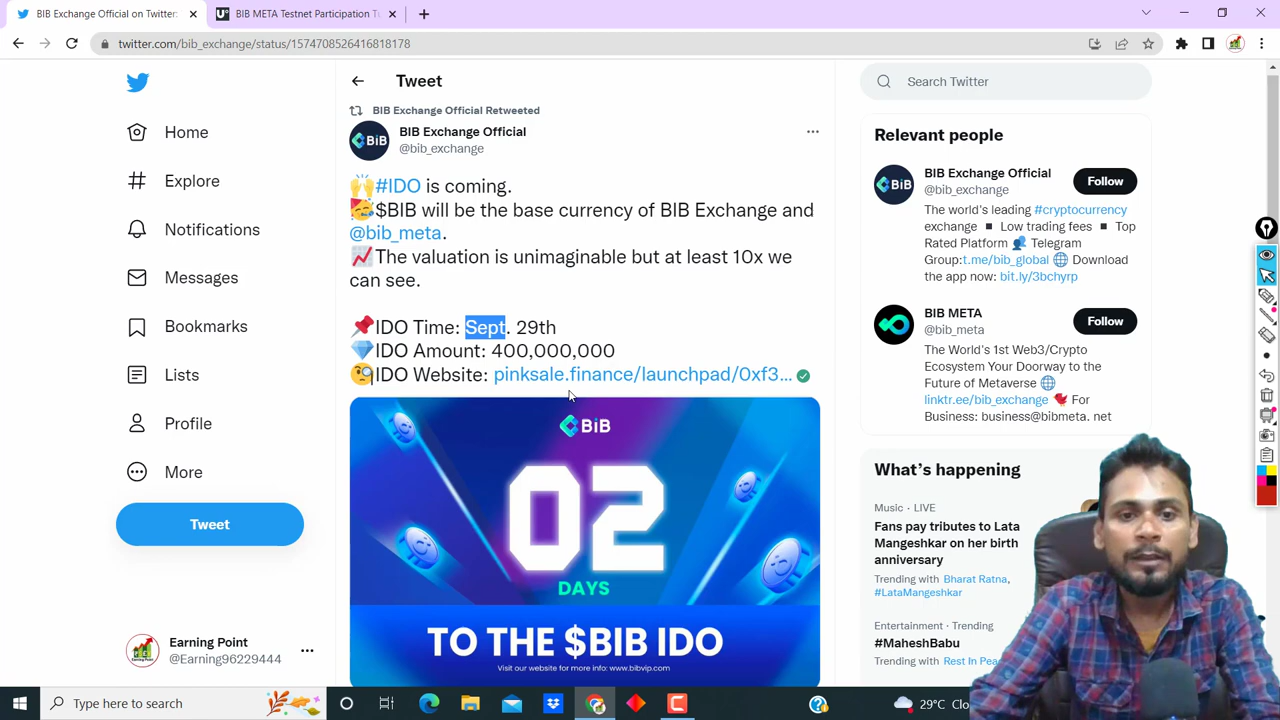 BIB Exchange Official on Twitter:
BIB META Testnet Participation T
twitter.com/bib_exchange/status/1574708526416818178
Home
Explore
Notifications
Messages
Bookmarks
Lists
Profile
More
Tweet
Earning Point
@Earning96229444
Tweet
BIB Exchange Official Retweeted
BIB Exchange Official
@bib_exchange
🙌#IDO is coming.
🥳$BIB will be the base currency of BIB Exchange and
@bib_meta.
📈The valuation is unimaginable but at least 10x we
can see.
📌IDO Time: Sept. 29th
💎IDO Amount: 400,000,000
🧐IDO Website: pinksale.finance/launchpad/0xf3...
BiB
02
DAYS
TO THE $BIB IDO
Visit our website for more info: www.bibvip.com
Search Twitter
Relevant people
BIB Exchange Official
@bib_exchange
Follow
The world's leading #cryptocurrency
exchange ▪ Low trading fees ▪ Top
Rated Platform 👥 Telegram
Group:t.me/bib_global 🌐 Download
the app now: bit.ly/3bchyrp
BIB META
@bib_meta
Follow
The World's 1st Web3/Crypto
Ecosystem Your Doorway to the
Future of Metaverse 🌐
linktr.ee/bib_exchange 🐦 For
Business: business@bibmeta. net
What's happening
Music · LIVE
Fans pay tributes to Lata
Mangeshkar on her birth
anniversary
Trending with Bharat Ratna,
#LataMangeshkar
Entertainment · Trending
#MaheshBabu
Trending with Rest In Pea
Type here to search
29°C Clo